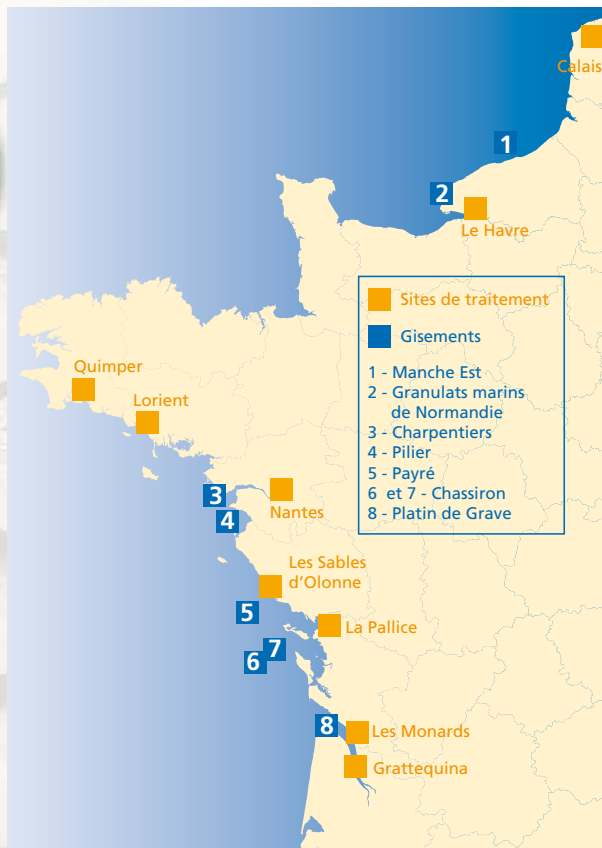 Calais
1
2
Le Havre
Sites de traitement
Gisements
1 - Manche Est
2 - Granulats marins
de Normandie
3 - Charpentiers
4 - Pilier
5 - Payré
6 et 7 - Chassiron
8 - Platin de Grave
Quimper
Lorient
3
4
Nantes
Les Sables
d'Olonne
5
La Pallice
7
6
8
Les Monards
Grattequina